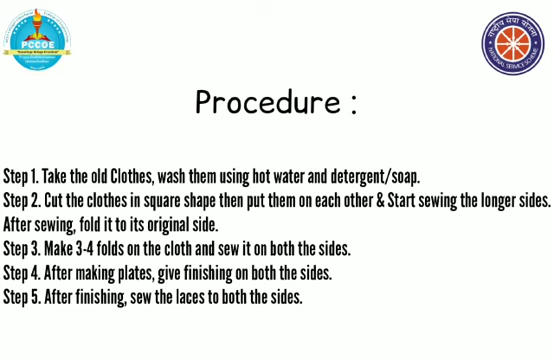 PCCOE
राष्ट्रीय सेवा योजना
NATIONAL SERVICE SCHEME
Procedure :
Step 1. Take the old Clothes, wash them using hot water and detergent/soap.
Step 2. Cut the clothes in square shape then put them on each other & Start sewing the longer sides.
After sewing, fold it to its original side.
Step 3. Make 3-4 folds on the cloth and sew it on both the sides.
Step 4. After making plates, give finishing on both the sides.
Step 5. After finishing, sew the laces to both the sides.